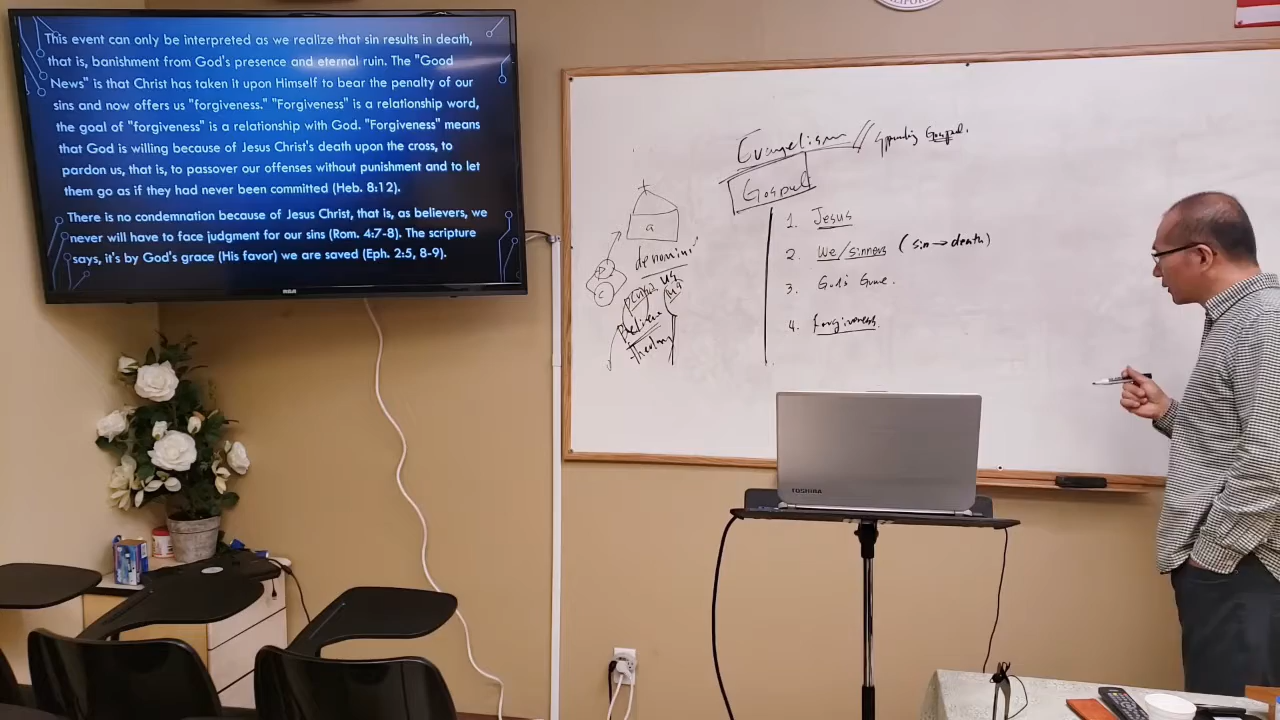 This event can only be interpreted as we realize that sin results in death,
that is, banishment from God's presence and eternal ruin. The "Good
News" is that Christ has taken it upon Himself to bear the penalty of our
sins and now offers us "forgiveness." "Forgiveness" is a relationship word,
the goal of "forgiveness" is a relationship with God. "Forgiveness" means
that God is willing because of Jesus Christ's death upon the cross, to
pardon us, that is, to passover our offenses without punishment and to let
them go as if they had never been committed (Heb. 8:12).
There is no condemnation because of Jesus Christ, that is, as believers, we
never will have to face judgment for our sins (Rom. 4:7-8). The scripture
says, it's by God's grace (His favor) we are saved (Eph. 2:5, 8-9).
RCA
Evangelism // Spreading Gospel.
Gospel
1. Jesus
2. We/sinners (sin→death)
3. God's
4. Forgiveness.
a
P
C
Theology
TOSHIBA